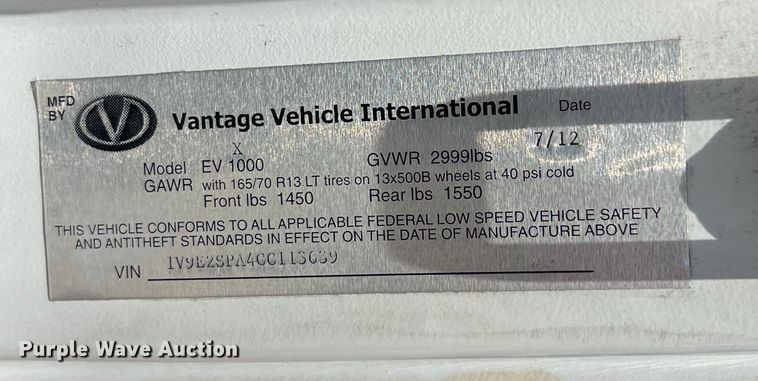 MFD BY V Vantage Vehicle International Date
X 7/12
Model EV 1000 GVWR 2999lbs
GAWR with 165/70 R13 LT tires on 13x500B wheels at 40 psi cold
Front lbs 1450 Rear lbs 1550
THIS VEHICLE CONFORMS TO ALL APPLICABLE FEDERAL LOW SPEED VEHICLE SAFETY
AND ANTITHEFT STANDARDS IN EFFECT ON THE DATE OF MANUFACTURE ABOVE
VIN 1V9E2SPA4CC113639
Purple Wave Auction